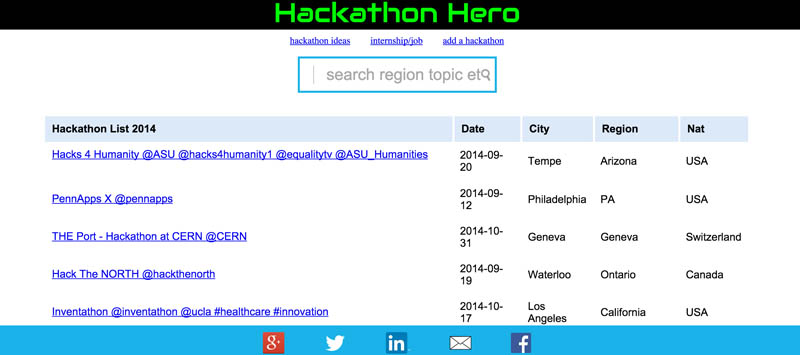 Hackathon Hero
hackathon ideas internship/job add a hackathon
search region topic et
Hackathon List 2014 Date City Region Nat
Hacks 4 Humanity @ASU @hacks4humanity1 @equalitytv @ASU_Humanities 2014-09-20 Tempe Arizona USA
PennApps X @pennapps 2014-09-12 Philadelphia PA USA
THE Port - Hackathon at CERN @CERN 2014-10-31 Geneva Geneva Switzerland
Hack The NORTH @hackthenorth 2014-09-19 Waterloo Ontario Canada
Inventathon @inventathon @ucla #healthcare #innovation 2014-10-17 Los Angeles California USA
g+ in f